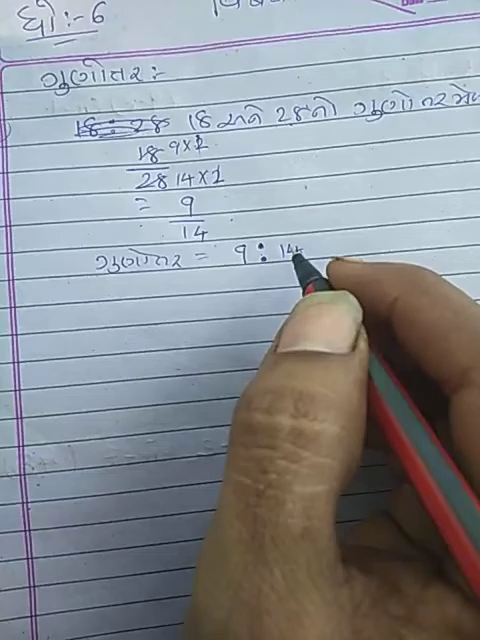 ધો:- 6
ગુણોત્તર:-
18 : 28 18 અને 28નો ગુણોત્તર
18 9×2
28 14×2
= 9
14
ગુણોત્તર = 9 : 14